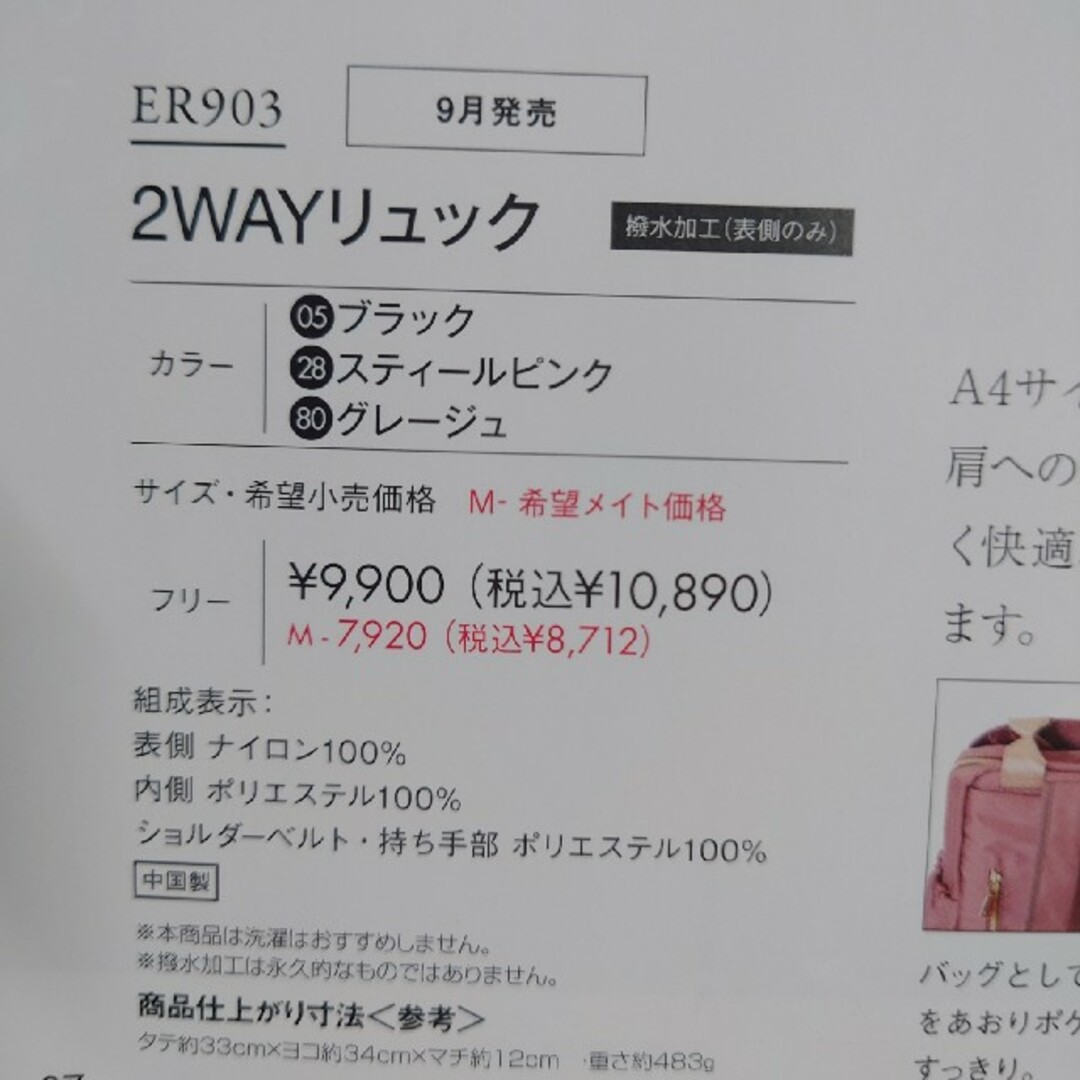 ER903
9月発売
2WAYリュック
撥水加工（表側のみ）
カラー
05ブラック
28スティールピンク
80グレージュ
サイズ・希望小売価格 M- 希望メイト価格
フリー
¥9,900（税込¥10,890）
M-7,920（税込¥8,712）
組成表示：
表側 ナイロン100%
内側 ポリエステル100%
ショルダーベルト・持ち手部 ポリエステル100%
中国製
※本商品は洗濯はおすすめしません。
※撥水加工は永久的なものではありません。
商品仕上がり寸法＜参考＞
タテ約33cm×ヨコ約34cm×マチ約12cm ・重さ約483g
A4サイ
肩への
く快適
ます。
バッグとして
をあおりポケ
すっきり。